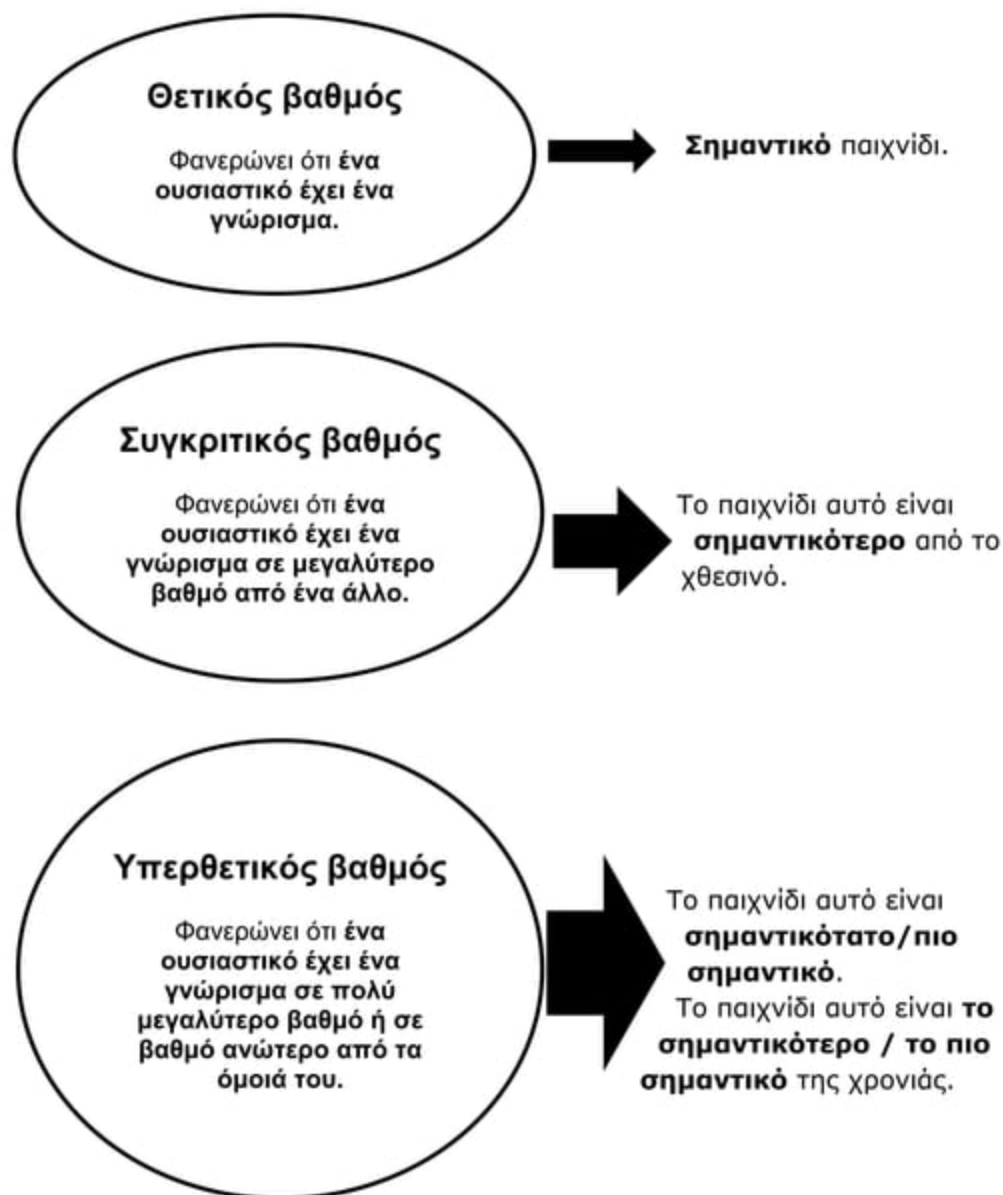 Θετικός βαθμός
Φανερώνει ότι ένα
ουσιαστικό έχει ένα
γνώρισμα.
Σημαντικό παιχνίδι.
Συγκριτικός βαθμός
Φανερώνει ότι ένα
ουσιαστικό έχει ένα
γνώρισμα σε μεγαλύτερο
βαθμό από ένα άλλο.
Το παιχνίδι αυτό είναι
σημαντικότερο από το
χθεσινό.
Υπερθετικός βαθμός
Φανερώνει ότι ένα
ουσιαστικό έχει ένα
γνώρισμα σε πολύ
μεγαλύτερο βαθμό ή σε
βαθμό ανώτερο από τα
όμοιά του.
Το παιχνίδι αυτό είναι
σημαντικότατο/πιο
σημαντικό.
Το παιχνίδι αυτό είναι το
σημαντικότερο / το πιο
σημαντικό της χρονιάς.